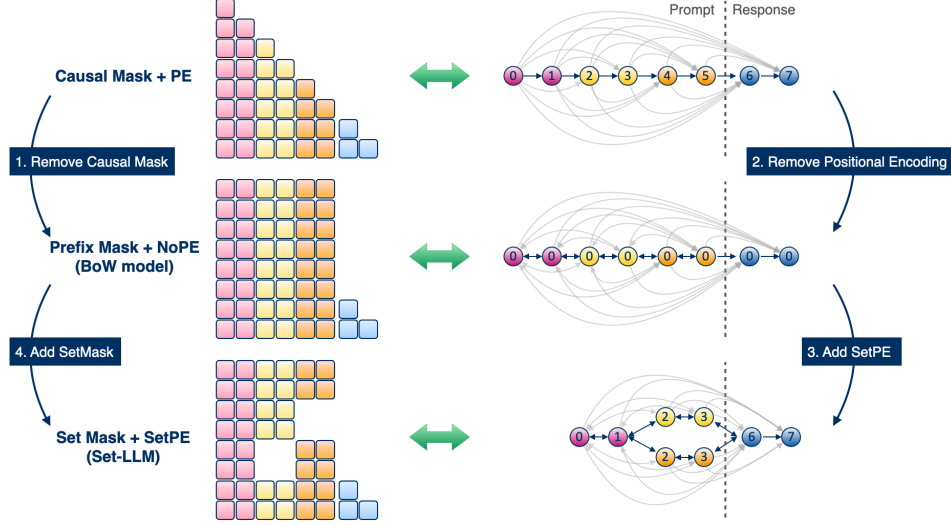 Prompt Response
Causal Mask + PE
0 1 2 3 4 5 6 7
1. Remove Causal Mask
2. Remove Positional Encoding
Prefix Mask + NoPE
(BoW model)
0 0 0 0 0 0 0 0
4. Add SetMask
3. Add SetPE
Set Mask + SetPE
(Set-LLM)
2 3
0 1 6 7
2 3